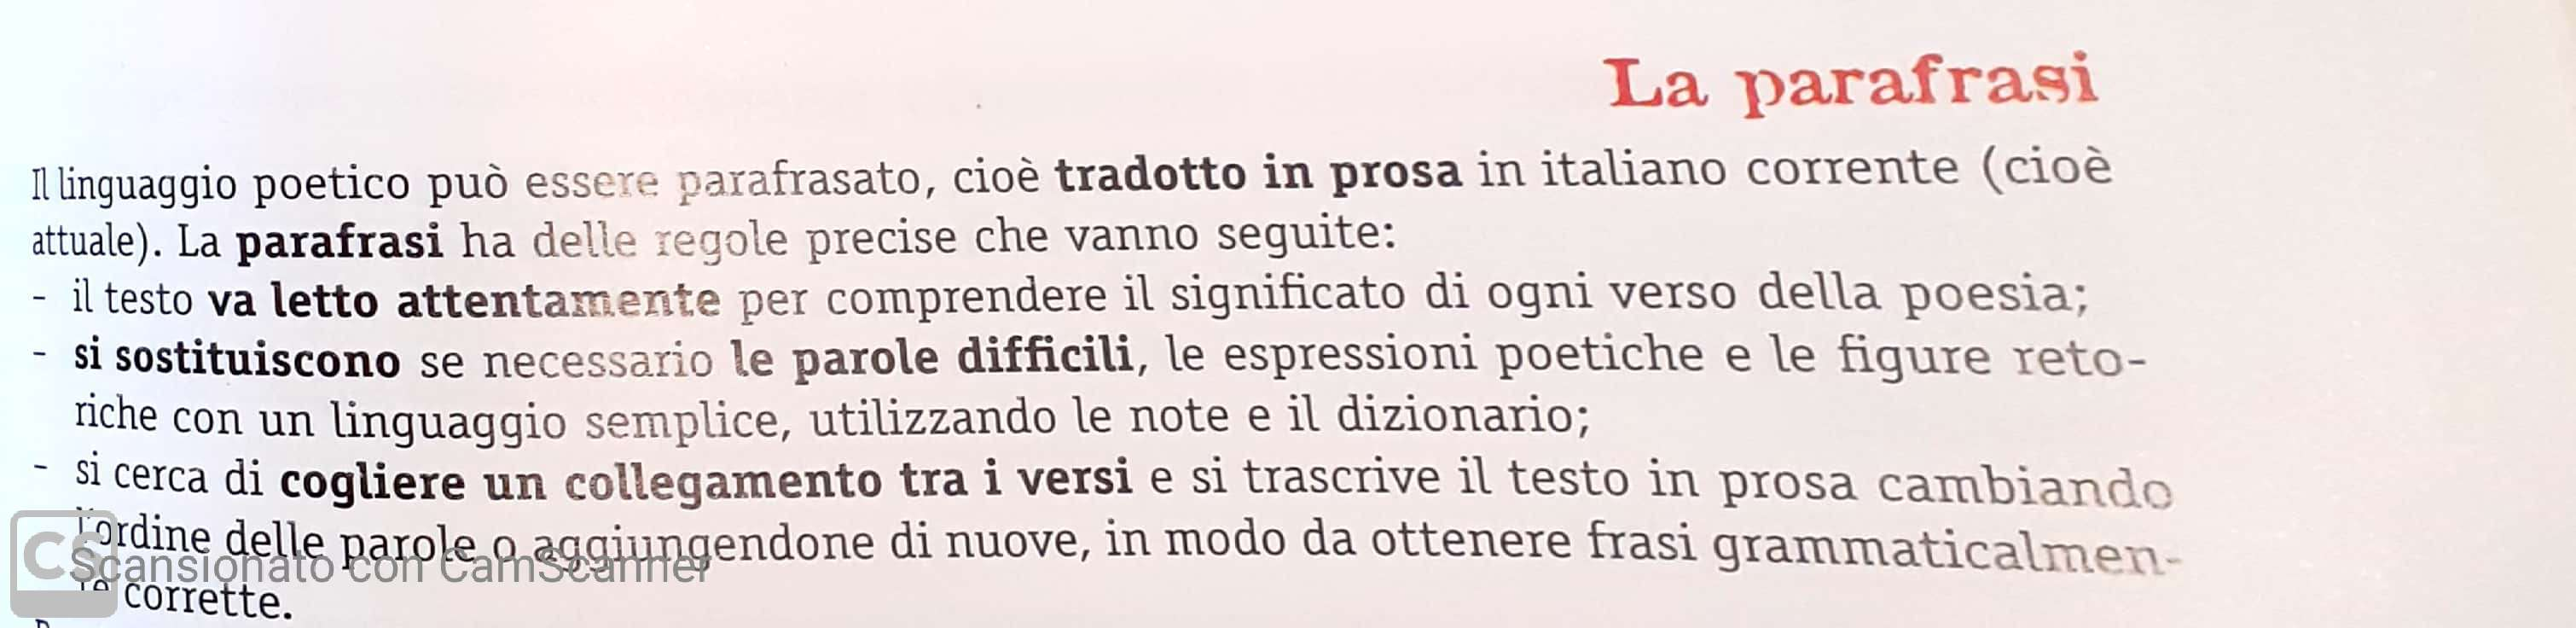 La parafrasi
Il linguaggio poetico può essere parafrasato, cioè tradotto in prosa in italiano corrente (cioè
attuale). La parafrasi ha delle regole precise che vanno seguite:
- il testo va letto attentamente per comprendere il significato di ogni verso della poesia;
- si sostituiscono se necessario le parole difficili, le espressioni poetiche e le figure reto-
riche con un linguaggio semplice, utilizzando le note e il dizionario;
- si cerca di cogliere un collegamento tra i versi e si trascrive il testo in prosa cambiando
l'ordine delle parole o aggiungendone di nuove, in modo da ottenere frasi grammaticalmen-
te corrette.
CS Scansionato con CamScanner